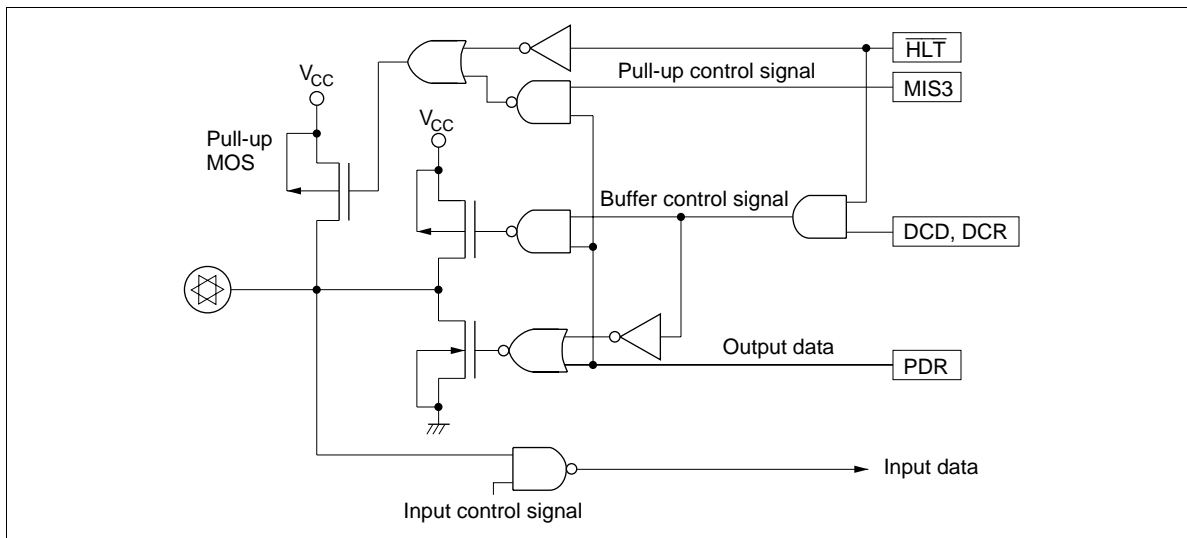 HLT
Pull-up control signal
MIS3
VCC
Pull-up
MOS
VCC
Buffer control signal
DCD, DCR
Output data
PDR
Input data
Input control signal